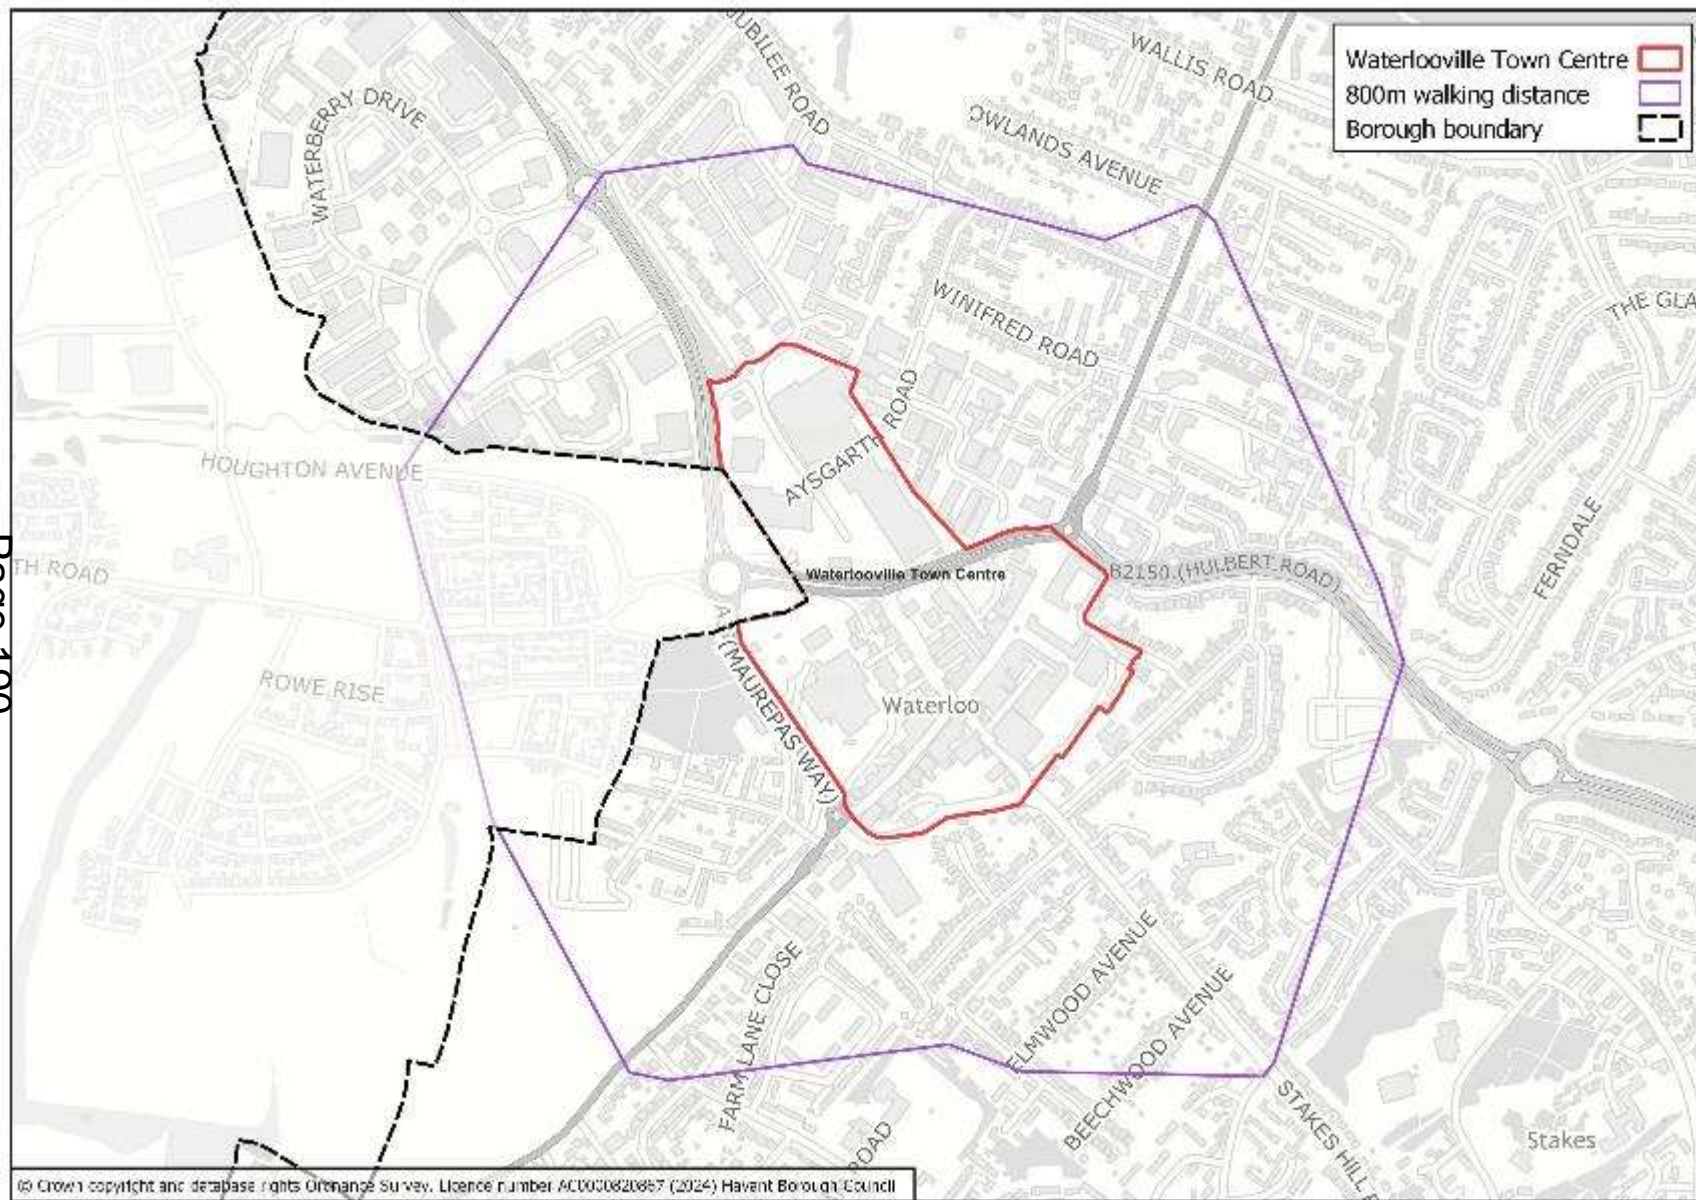 JUBILEE ROAD
WALLIS ROAD
Waterlooville Town Centre
800m walking distance
Borough boundary
WATERBERRY DRIVE
OWLANDS AVENUE
WINIFRED ROAD
THE GLA
AYSGARTH ROAD
HOUGHTON AVENUE
TH ROAD
Waterlooville Town Centre
B2150 (HULBERT ROAD)
FERNDALE
(MAUREPAS WAY)
ROWE RISE
Waterloo
Page 100
FARM LANE CLOSE
ELMWOOD AVENUE
BEECHWOOD AVENUE
STAKES HILL
ROAD
Stakes
© Crown copyright and database rights Ordnance Survey. Licence number AC0000820867 (2024) Havant Borough Council